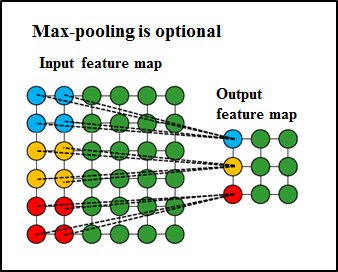 Max-pooling is optional
Input feature map
Output
feature map